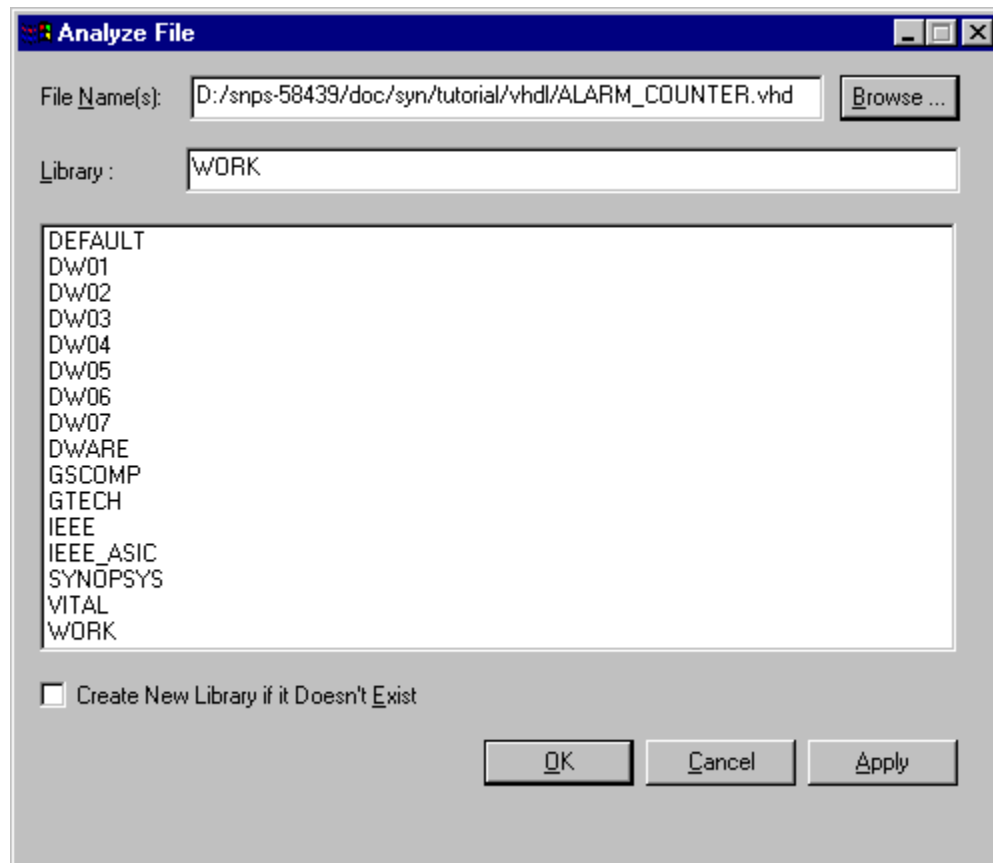 Analyze File
File Name(s): D:/snps-58439/doc/syn/tutorial/vhdl/ALARM_COUNTER.vhd Browse ...
Library : WORK
DEFAULT
DW01
DW02
DW03
DW04
DW05
DW06
DW07
DWARE
GSCOMP
GTECH
IEEE
IEEE_ASIC
SYNOPSYS
VITAL
WORK
Create New Library if it Doesn't Exist
OK Cancel Apply